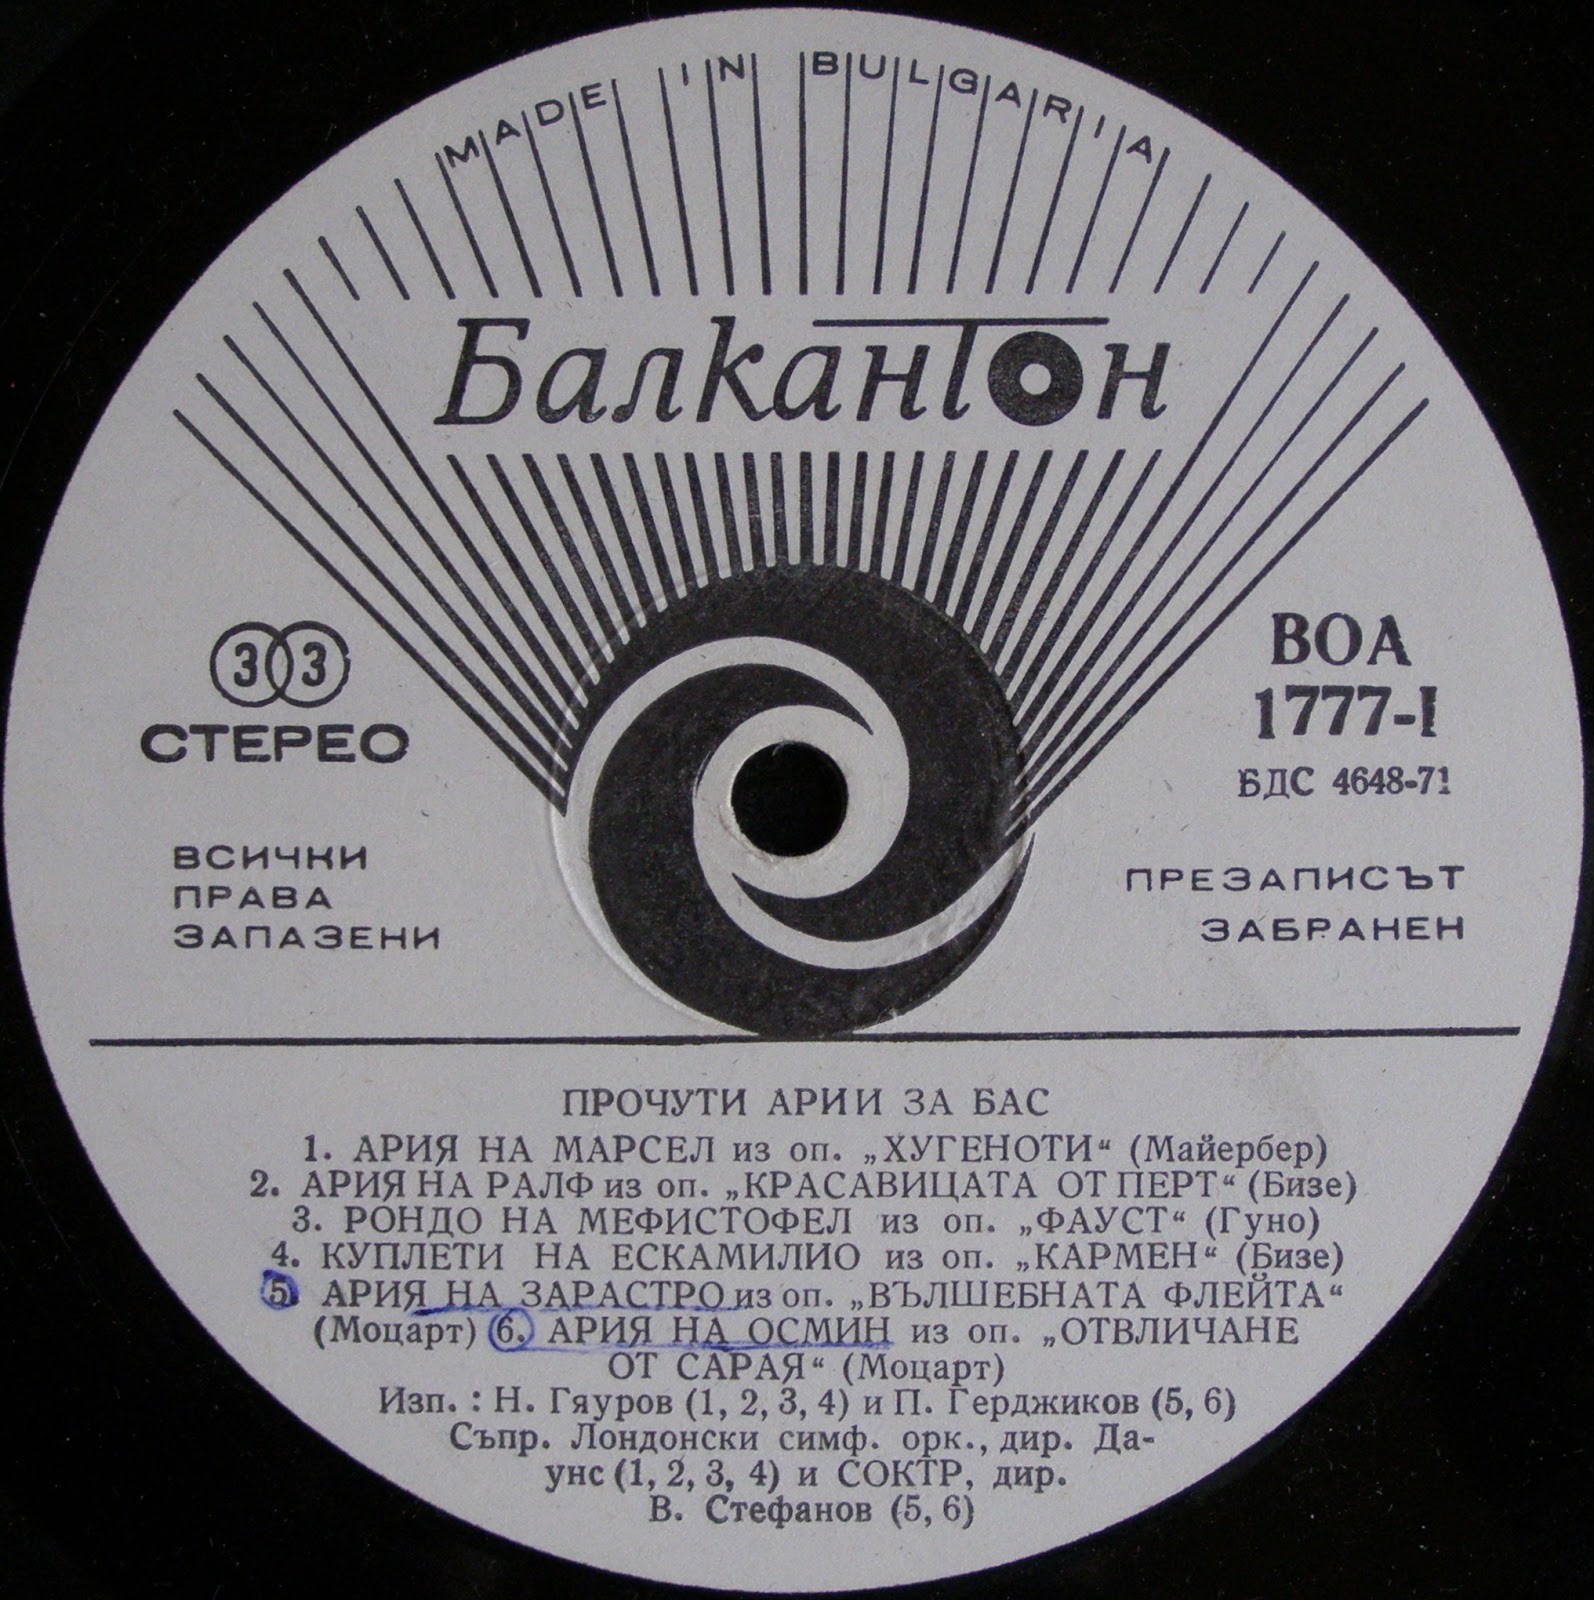 MADE IN BULGARIA
Балкантон
33
СТЕРЕО
ВОА
1777-I
БДС 4648-71
ВСИЧКИ
ПРАВА
ЗАПАЗЕНИ
ПРЕЗАПИСЪТ
ЗАБРАНЕН
ПРОЧУТИ АРИИ ЗА БАС
1. АРИЯ НА МАРСЕЛ из оп. „ХУГЕНОТИ“ (Майербер)
2. АРИЯ НА РАЛФ из оп. „КРАСАВИЦАТА ОТ ПЕРТ“ (Бизе)
3. РОНДО НА МЕФИСТОФЕЛ из оп. „ФАУСТ“ (Гуно)
4. КУПЛЕТИ НА ЕСКАМИЛИО из оп. „КАРМЕН“ (Бизе)
5. АРИЯ НА ЗАРАСТРО из оп. „ВЪЛШЕБНАТА ФЛЕЙТА“
(Моцарт) 6. АРИЯ НА ОСМИН из оп. „ОТВЛИЧАНЕ
ОТ САРАЯ“ (Моцарт)
Изп. : Н. Гяуров (1, 2, 3, 4) и П. Герджиков (5, 6)
Съпр. Лондонски симф. орк., дир. Да-
унс (1, 2, 3, 4) и СОКТР, дир.
В. Стефанов (5, 6)